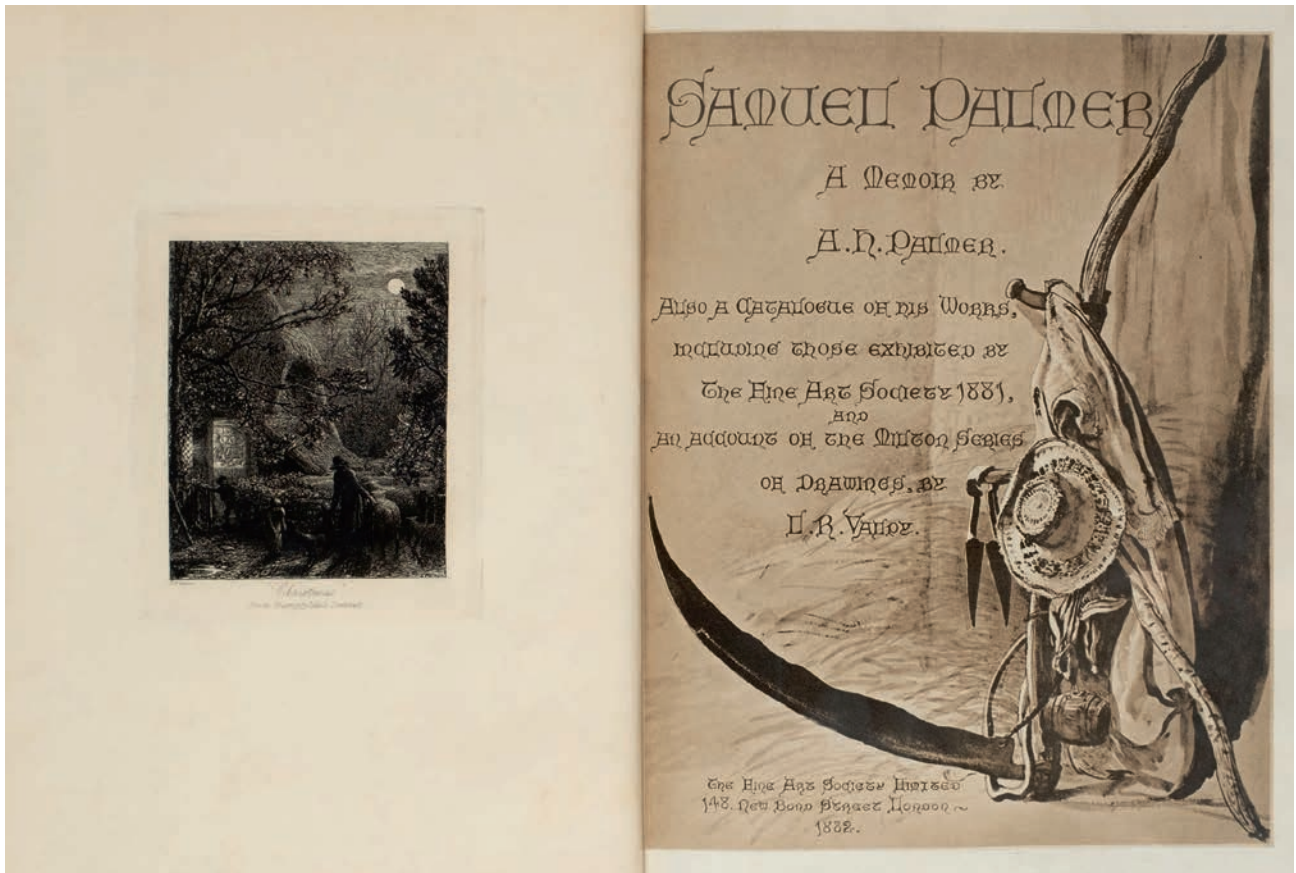 "Christmas"
SAMUEL PALMER
A MEMOIR BY
A.H. PALMER.
ALSO A CATALOGUE OF HIS WORKS,
INCLUDING THOSE EXHIBITED BY
THE FINE ART SOCIETY 1881,
AND
AN ACCOUNT OF THE MILTON SERIES
OF DRAWINGS, BY
L.R. VALPY.
THE FINE ART SOCIETY LIMITED
148. NEW BOND STREET LONDON ~
1882.